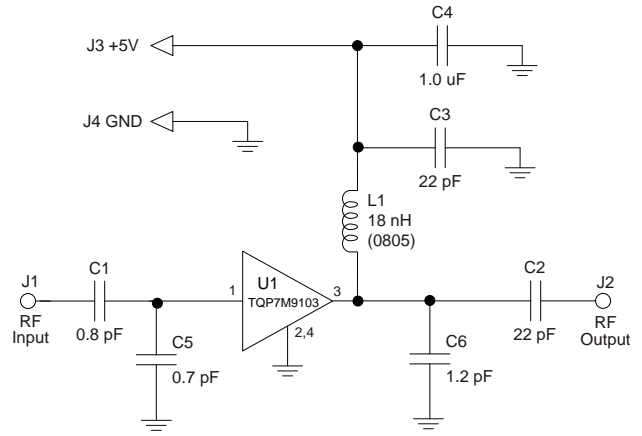 C4
J3 +5V
1.0 uF
J4 GND
C3
22 pF
L1
18 nH
(0805)
J1
C1
U1
TQP7M9103
1
3
2,4
C2
J2
RF
Input
0.8 pF
C5
0.7 pF
C6
1.2 pF
22 pF
RF
Output